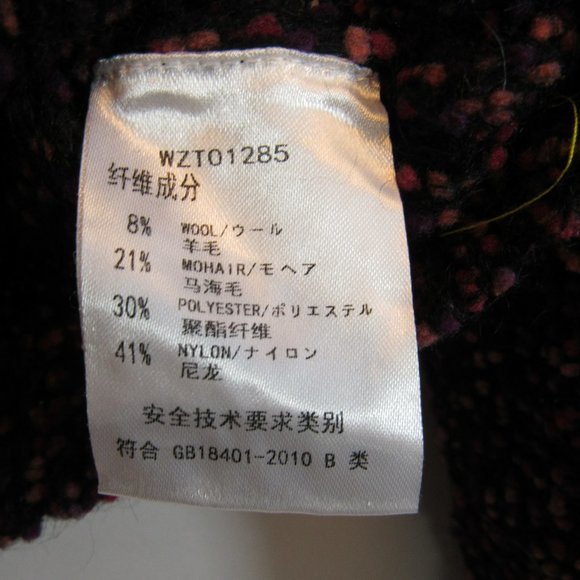 WZT01285
纤维成分
8% WOOL/ウール
羊毛
21% MOHAIR/モヘア
马海毛
30% POLYESTER/ポリエステル
聚酯纤维
41% NYLON/ナイロン
尼龙
安全技术要求类别
符合 GB18401-2010 B 类